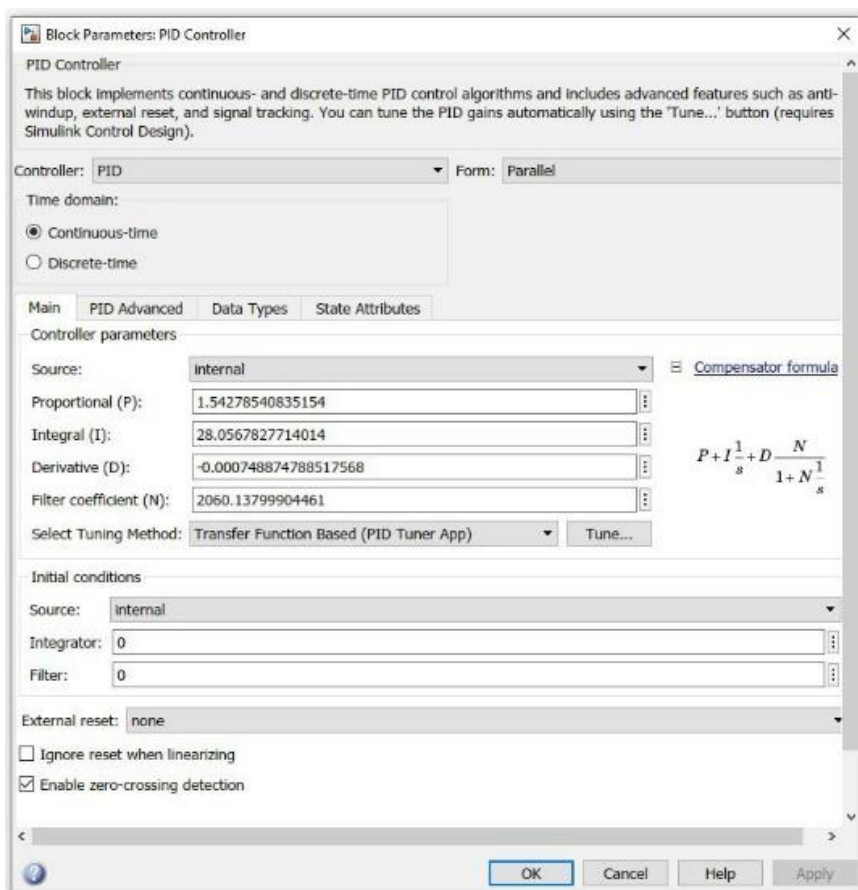 Block Parameters: PID Controller
PID Controller
This block implements continuous- and discrete-time PID control algorithms and includes advanced features such as anti-
windup, external reset, and signal tracking. You can tune the PID gains automatically using the 'Tune...' button (requires
Simulink Control Design).
Controller: PID Form: Parallel
Time domain:
Continuous-time
Discrete-time
Main PID Advanced Data Types State Attributes
Controller parameters
Source: internal Compensator formula
Proportional (P): 1.54278540835154
Integral (I): 28.0567827714014
Derivative (D): -0.000748874788517568
P+I 1/s +D N/(1+N 1/s)
Filter coefficient (N): 2060.13799904461
Select Tuning Method: Transfer Function Based (PID Tuner App) Tune...
Initial conditions
Source: internal
Integrator: 0
Filter: 0
External reset: none
Ignore reset when linearizing
Enable zero-crossing detection
OK Cancel Help Apply